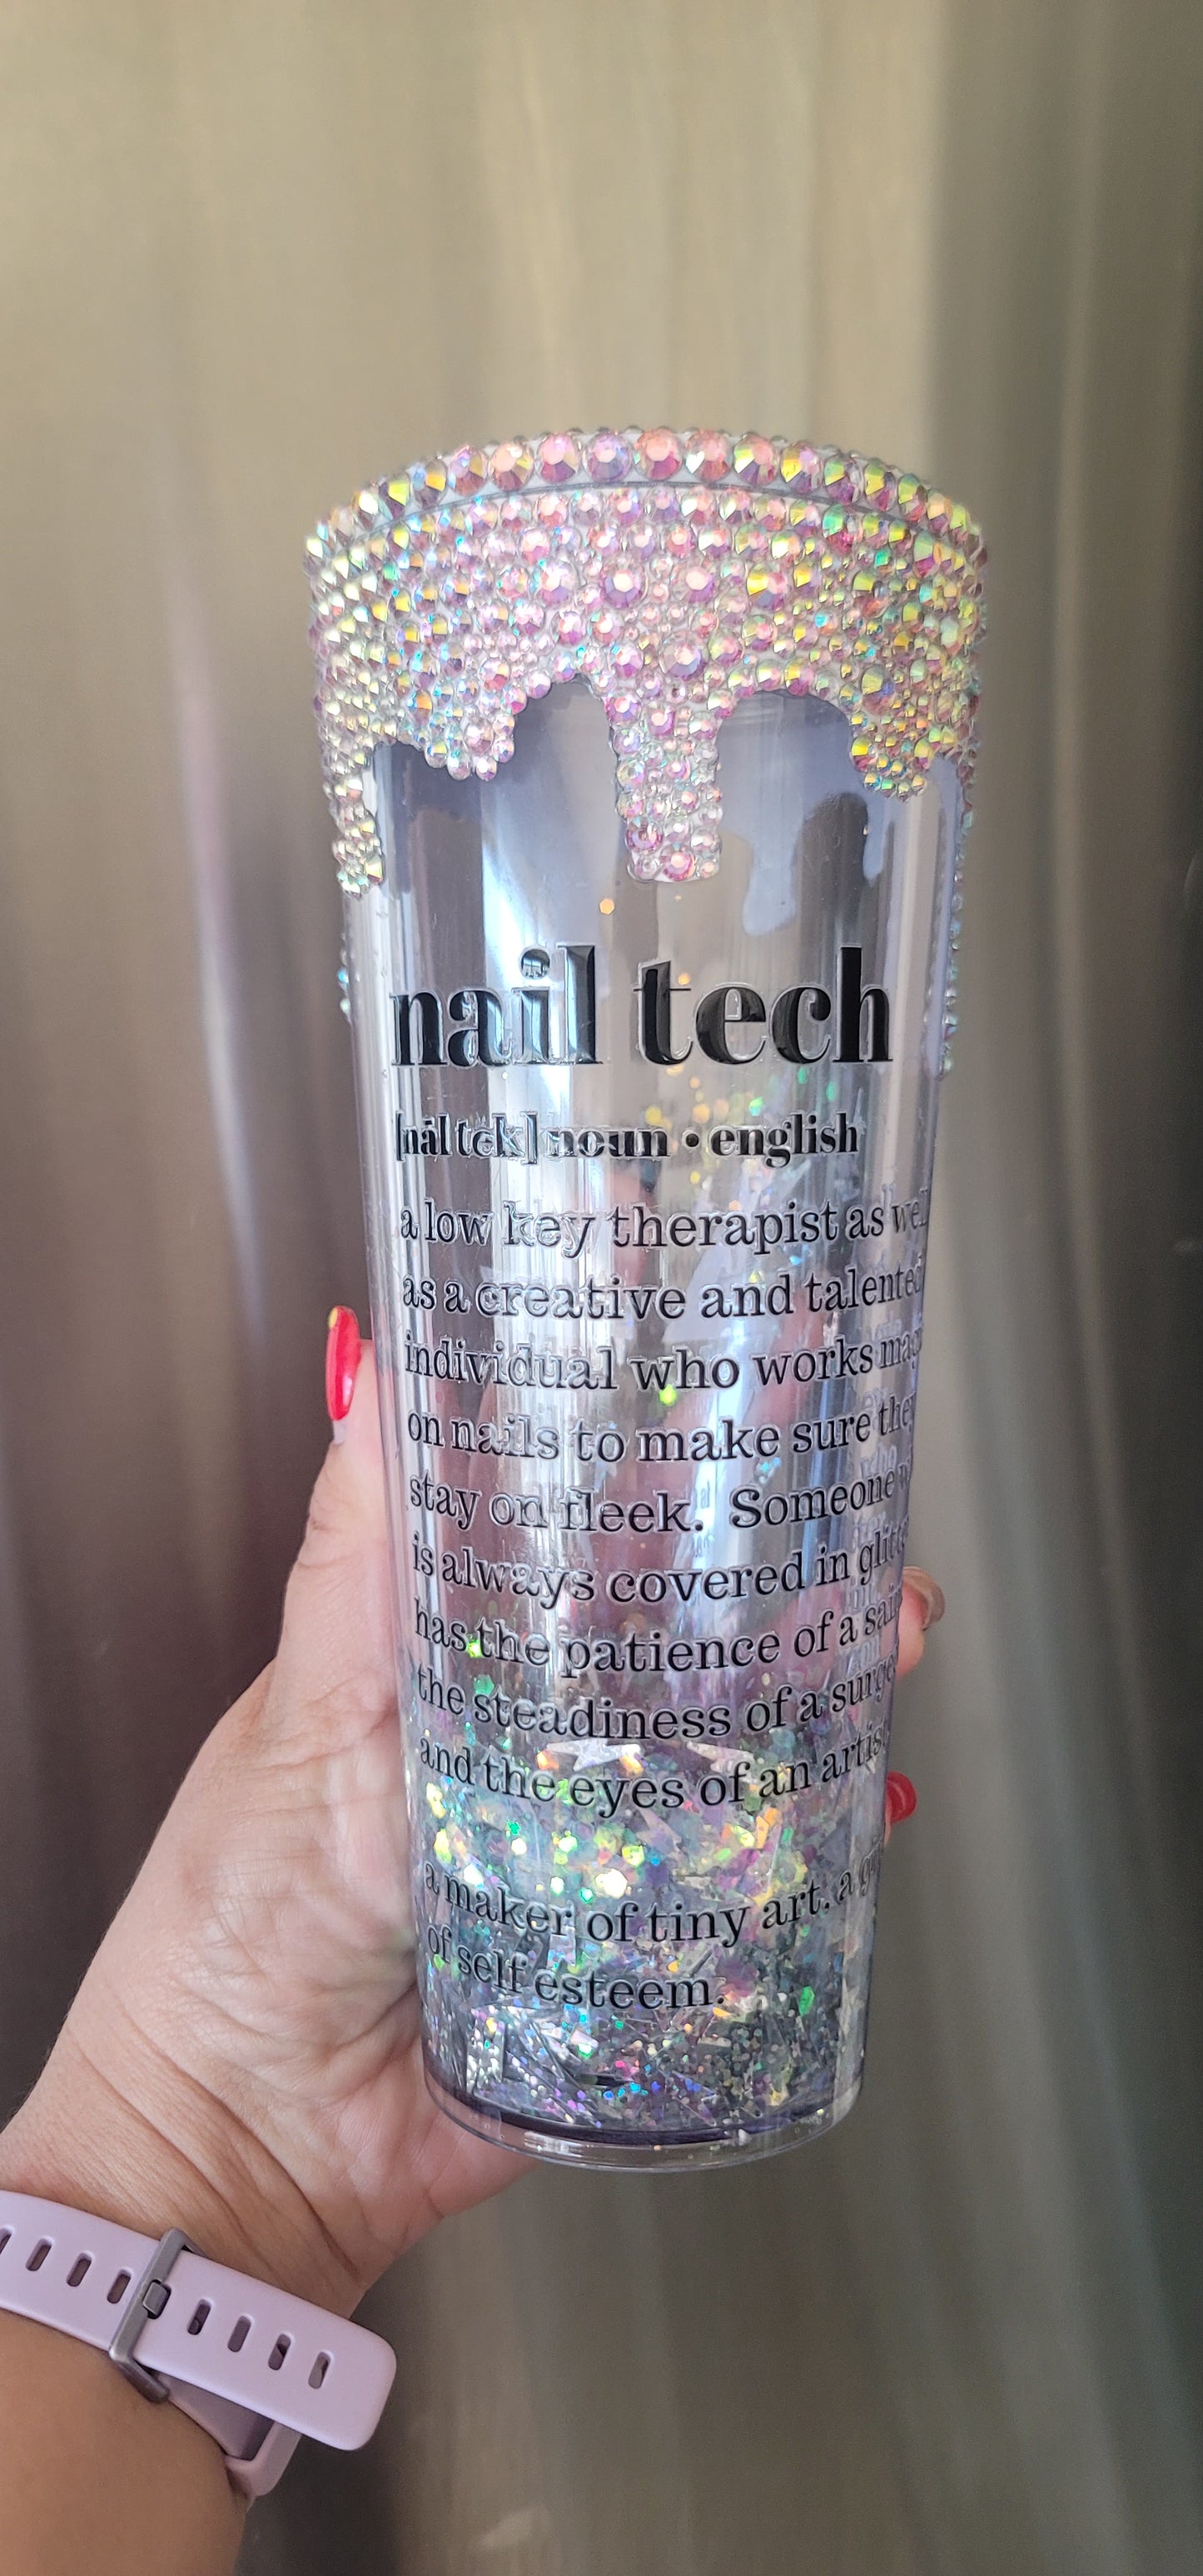 nail tech
[nāl tek] noun • english
a low key therapist as well
as a creative and talented
individual who works
on nails to make sure they
stay on fleek. Someone
is always covered in
has the patience of a
the steadiness of a
and the eyes of an
a maker of tiny art. a
of self esteem.